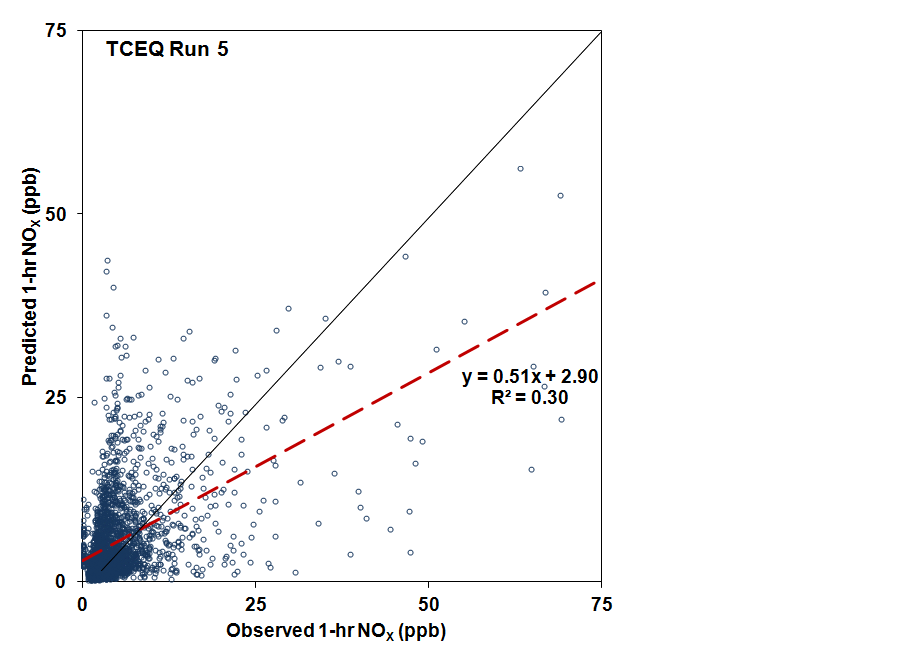 75
TCEQ Run 5
50
Predicted 1-hr NOX (ppb)
25
y = 0.51x + 2.90
R² = 0.30
0
0 25 50 75
Observed 1-hr NOX (ppb)